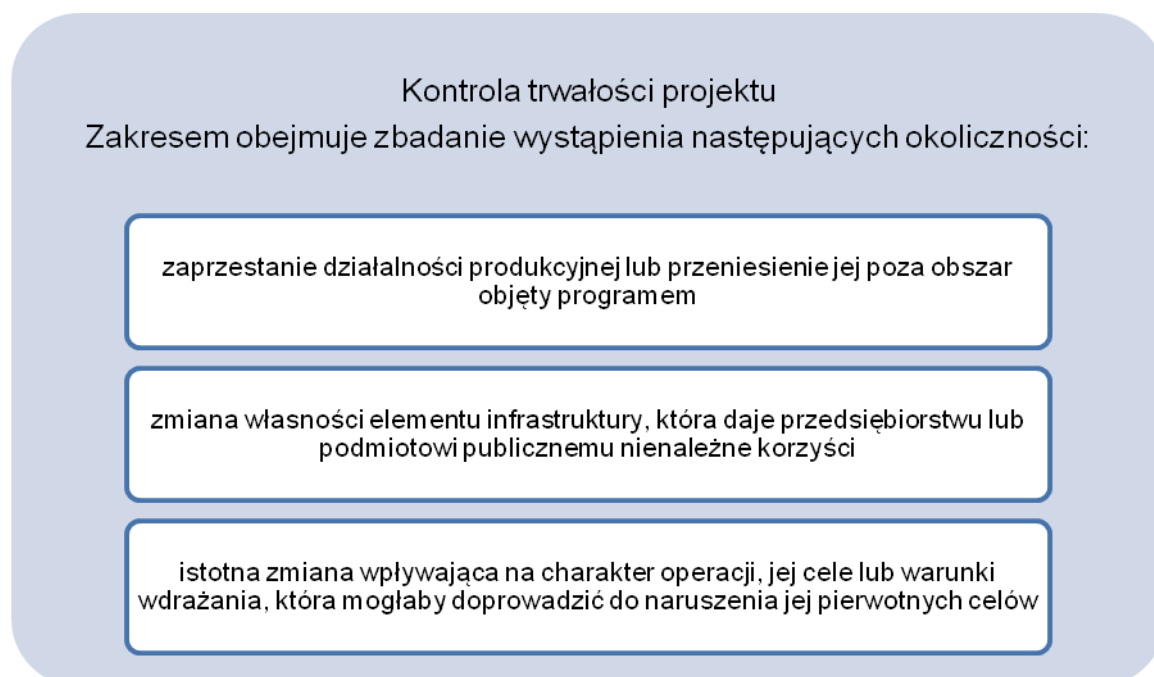 Kontrola trwałości projektu
Zakresem obejmuje zbadanie wystąpienia następujących okoliczności:
zaprzestanie działalności produkcyjnej lub przeniesienie jej poza obszar
objęty programem
zmiana własności elementu infrastruktury, która daje przedsiębiorstwu lub
podmiotowi publicznemu nienależne korzyści
istotna zmiana wpływająca na charakter operacji, jej cele lub warunki
wdrażania, która mogłaby doprowadzić do naruszenia jej pierwotnych celów